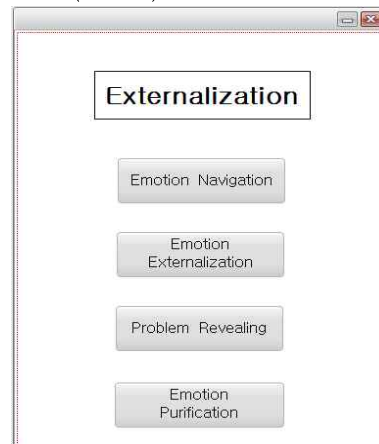 Externalization
Emotion Navigation
Emotion
Externalization
Problem Revealing
Emotion
Purification